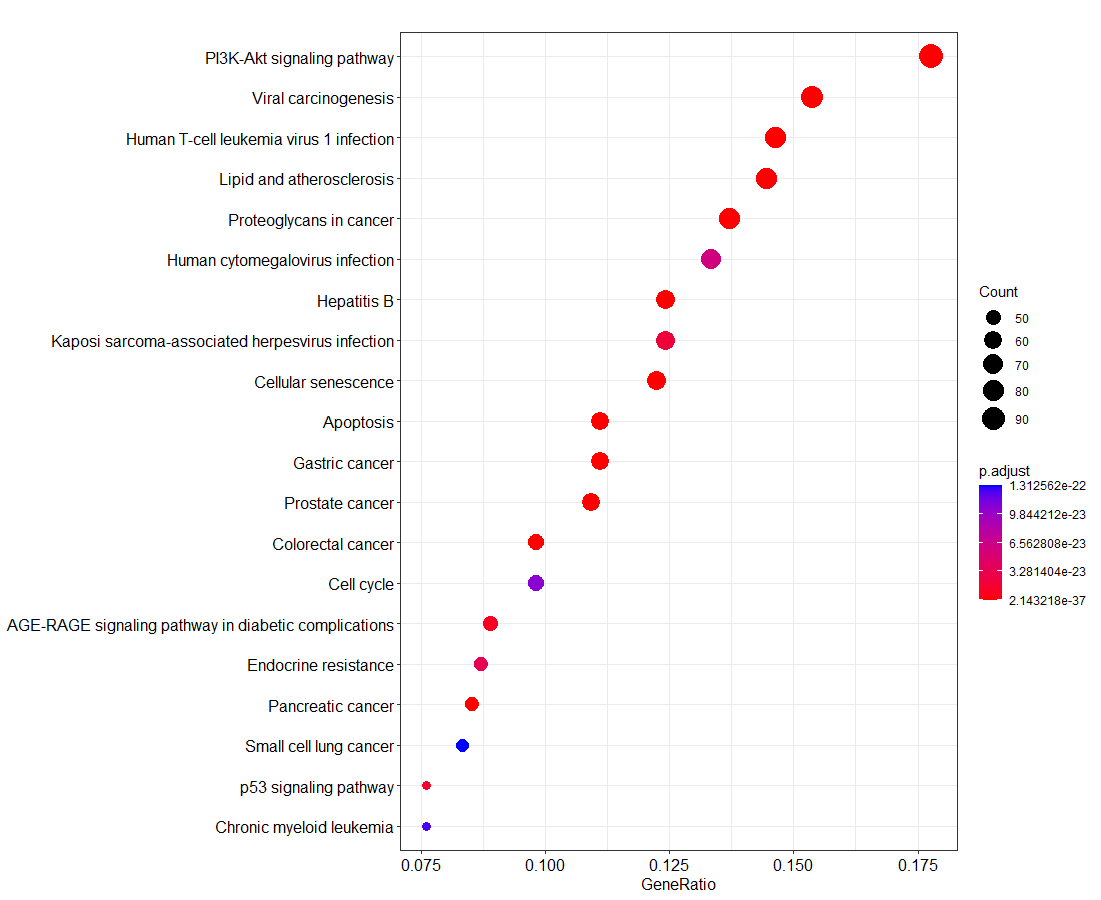 PI3K-Akt signaling pathway
Viral carcinogenesis
Human T-cell leukemia virus 1 infection
Lipid and atherosclerosis
Proteoglycans in cancer
Human cytomegalovirus infection
Hepatitis B
Kaposi sarcoma-associated herpesvirus infection
Cellular senescence
Apoptosis
Gastric cancer
Prostate cancer
Colorectal cancer
Cell cycle
AGE-RAGE signaling pathway in diabetic complications
Endocrine resistance
Pancreatic cancer
Small cell lung cancer
p53 signaling pathway
Chronic myeloid leukemia
0.075 0.100 0.125 0.150 0.175
GeneRatio
Count
50
60
70
80
90
p.adjust
1.312562e-22
9.844212e-23
6.562808e-23
3.281404e-23
2.143218e-37